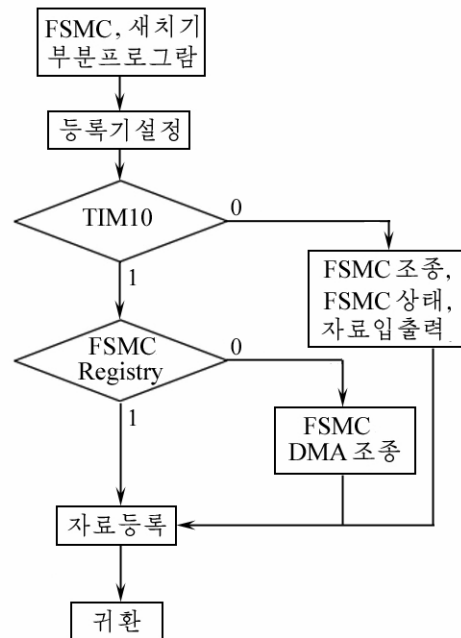 FSMC, 새치기
부분프로그람
등록기설정
TIM10
0
1
FSMC 조종,
FSMC 상태,
자료입출력
FSMC
Registry
0
1
FSMC
DMA 조종
자료등록
귀환